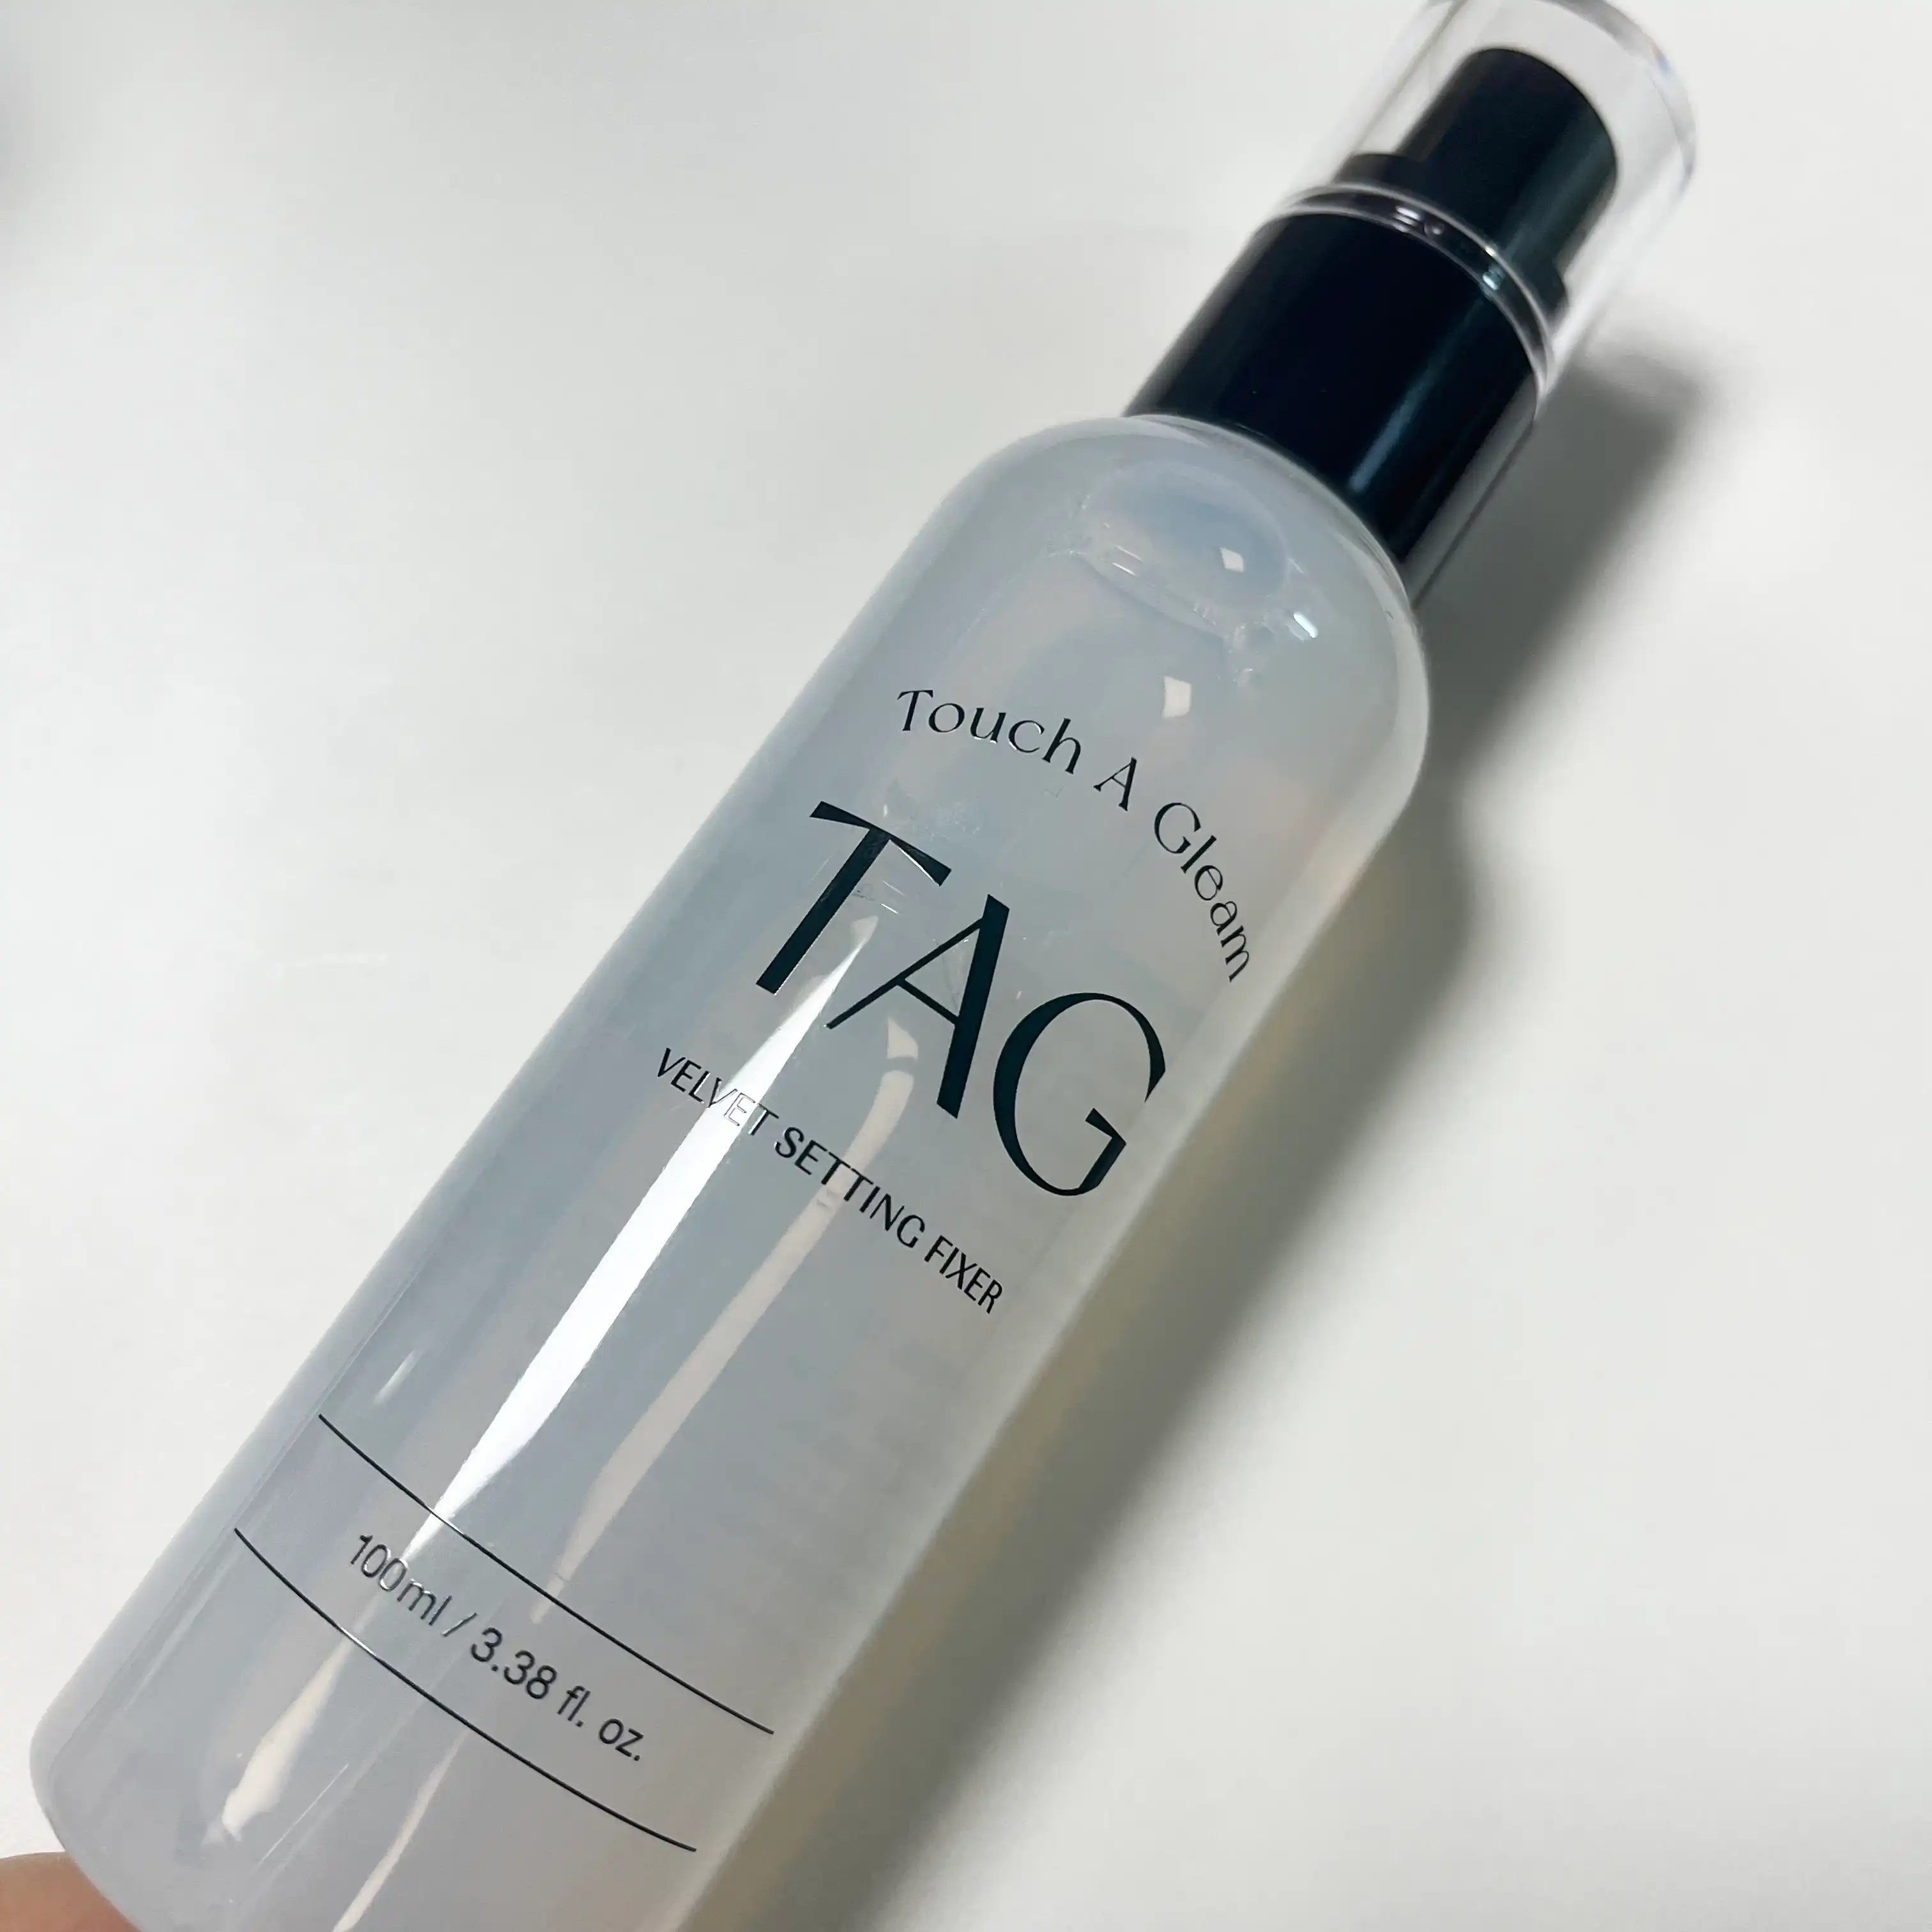 Touch A Gleam
TAG
VELVET SETTING FIXER
100ml / 3.38 fl. oz.